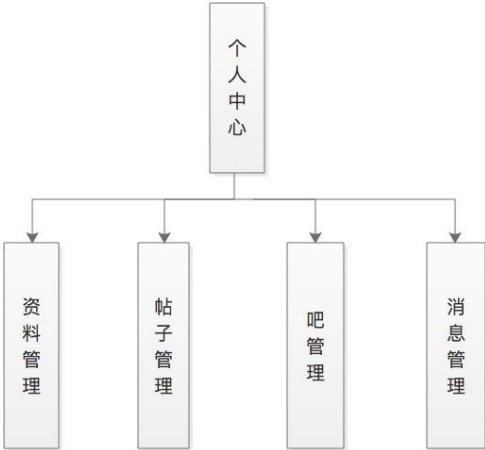 个人中心
资料管理
帖子管理
吧管理
消息管理